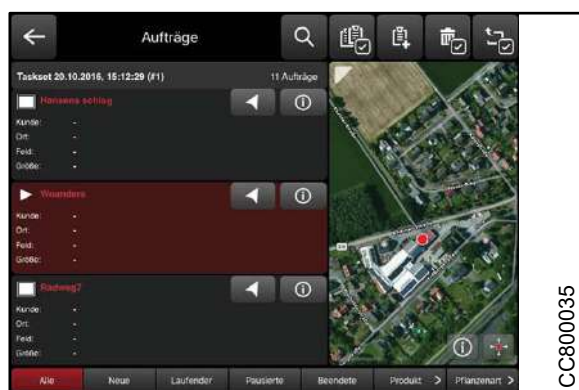 Aufträge
Taskset 20.10.2016, 15:12:29 (#1) 11 Aufträge
Hansens schlag
Kunde: -
Ort: -
Feld: -
Größe: -
Woanders
Kunde: -
Ort: -
Feld: -
Größe: -
Radweg2
Kunde: -
Ort: -
Feld: -
Größe: -
Alle Neue Laufender Pausierte Beendete Produkt > Pflanzenart >
CC800035